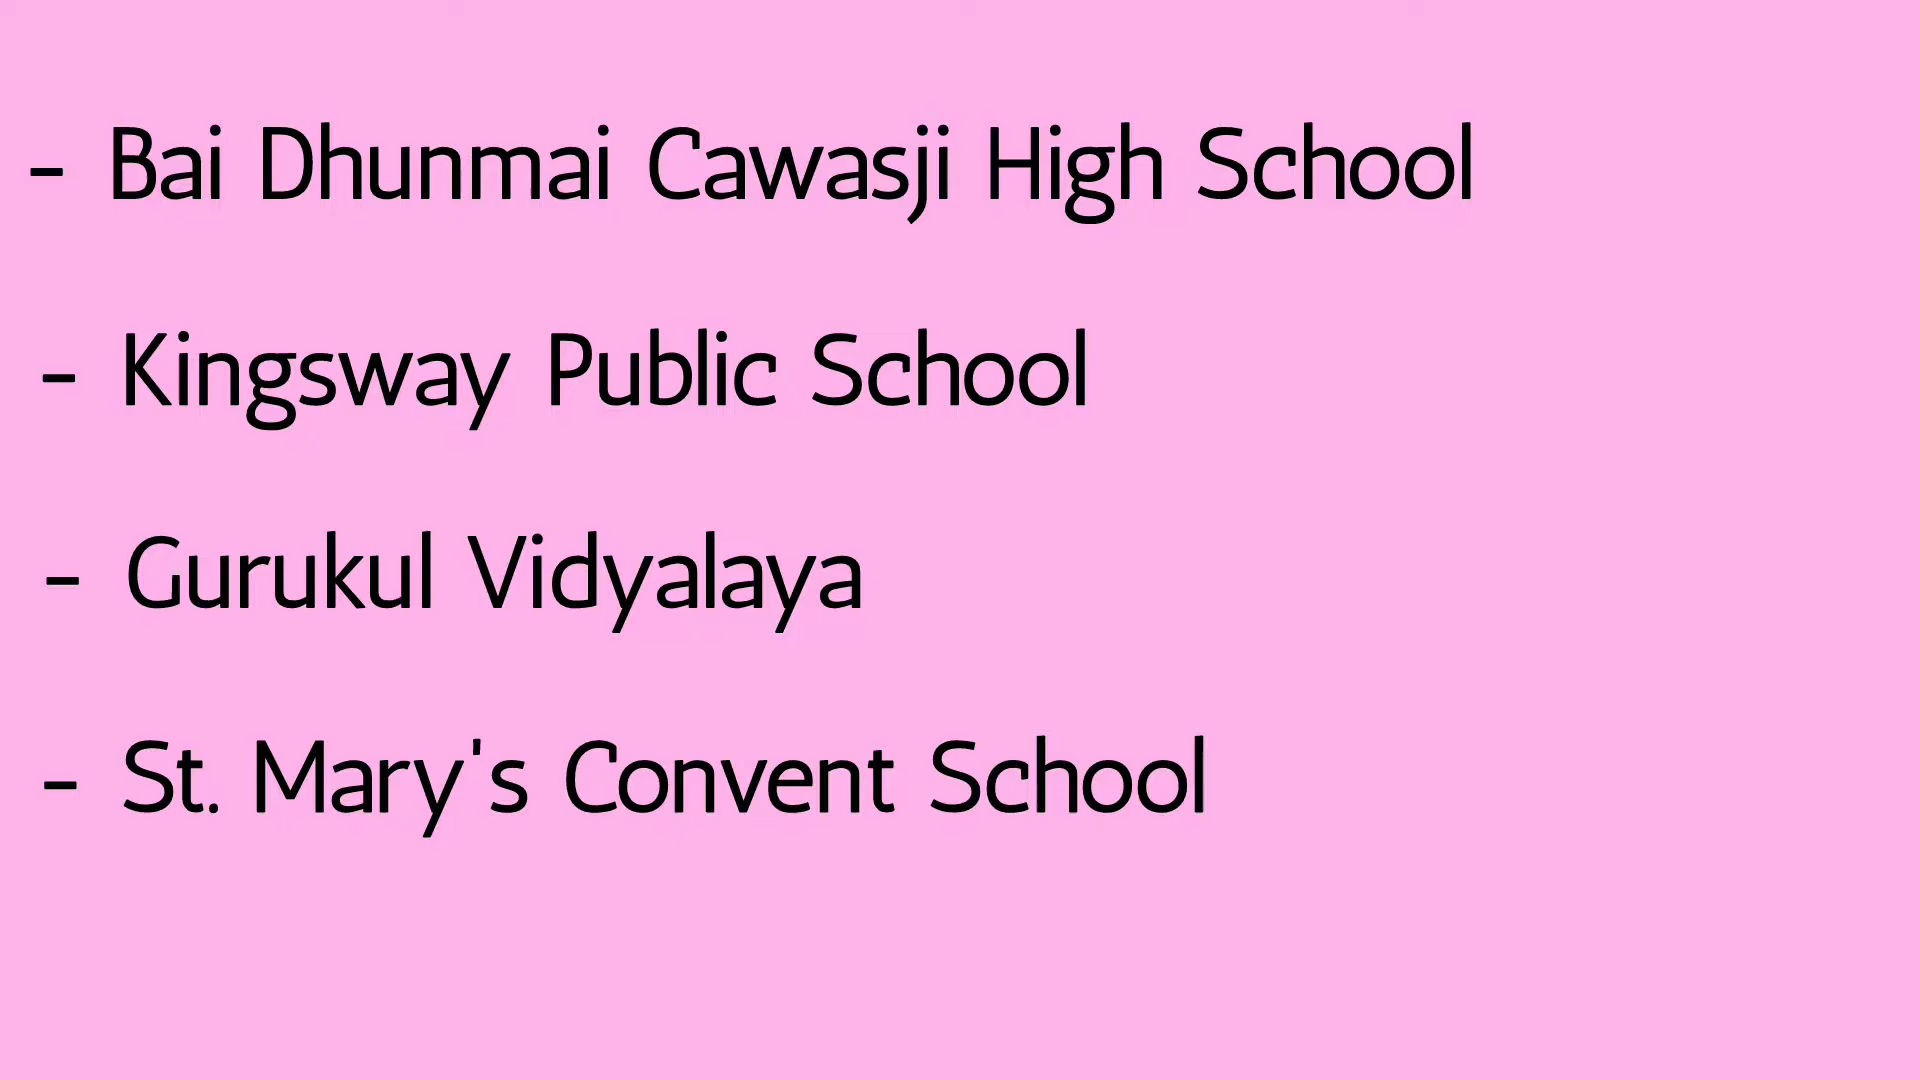 - Bai Dhunmai Cawasji High School
- Kingsway Public School
- Gurukul Vidyalaya
- St. Mary's Convent School